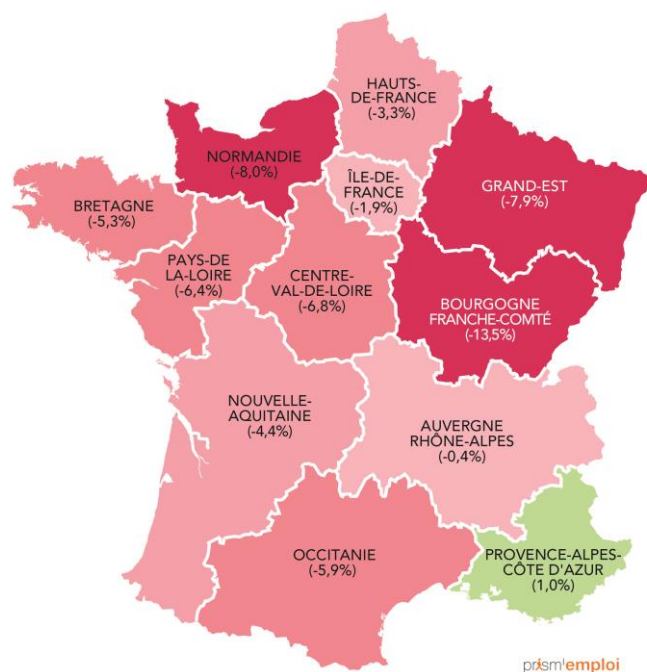 HAUTS-
DE-FRANCE
(-3,3%)
NORMANDIE
(-8,0%)
ÎLE-DE-
FRANCE
(-1,9%)
GRAND-EST
(-7,9%)
BRETAGNE
(-5,3%)
PAYS-DE
LA-LOIRE
(-6,4%)
CENTRE-
VAL-DE-LOIRE
(-6,8%)
BOURGOGNE
FRANCHE-COMTÉ
(-13,5%)
NOUVELLE-
AQUITAINE
(-4,4%)
AUVERGNE
RHÔNE-ALPES
(-0,4%)
OCCITANIE
(-5,9%)
PROVENCE-ALPES-
CÔTE D'AZUR
(1,0%)
prism'emploi